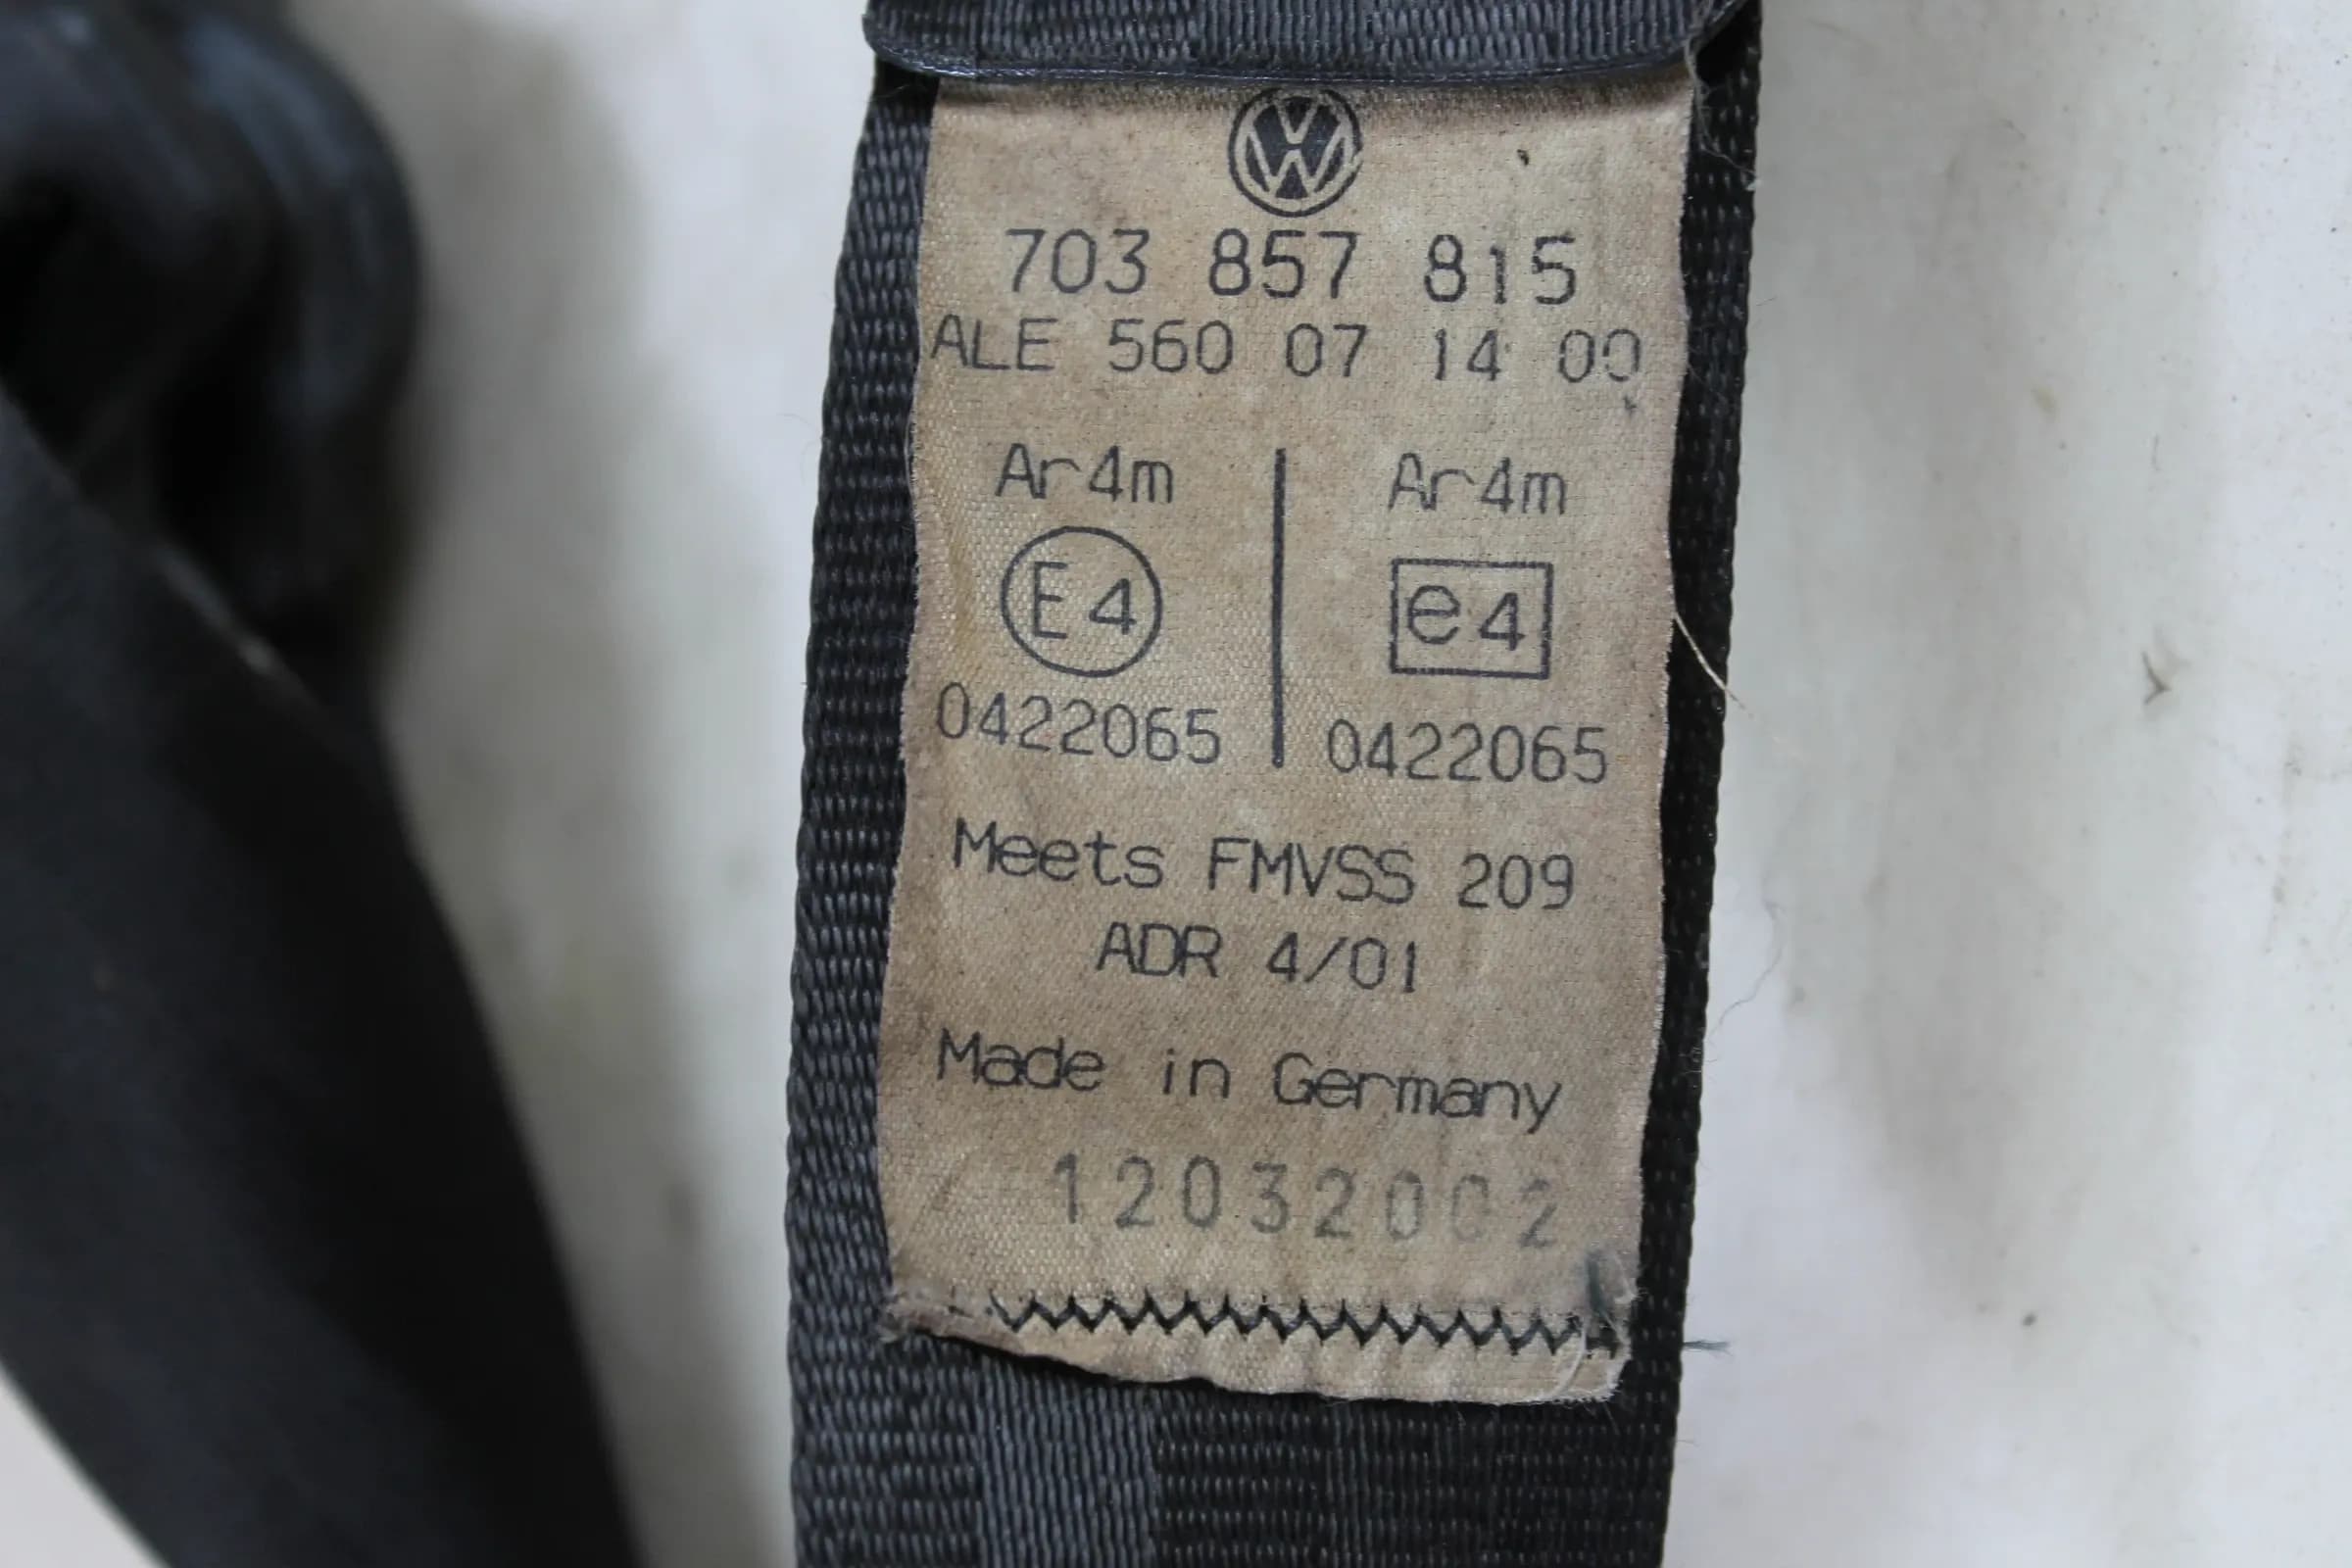 703 857 815
ALE 560 07 14 00
Ar4m Ar4m
E4 e4
0422065 0422065
Meets FMVSS 209
ADR 4/01
Made in Germany
12032002